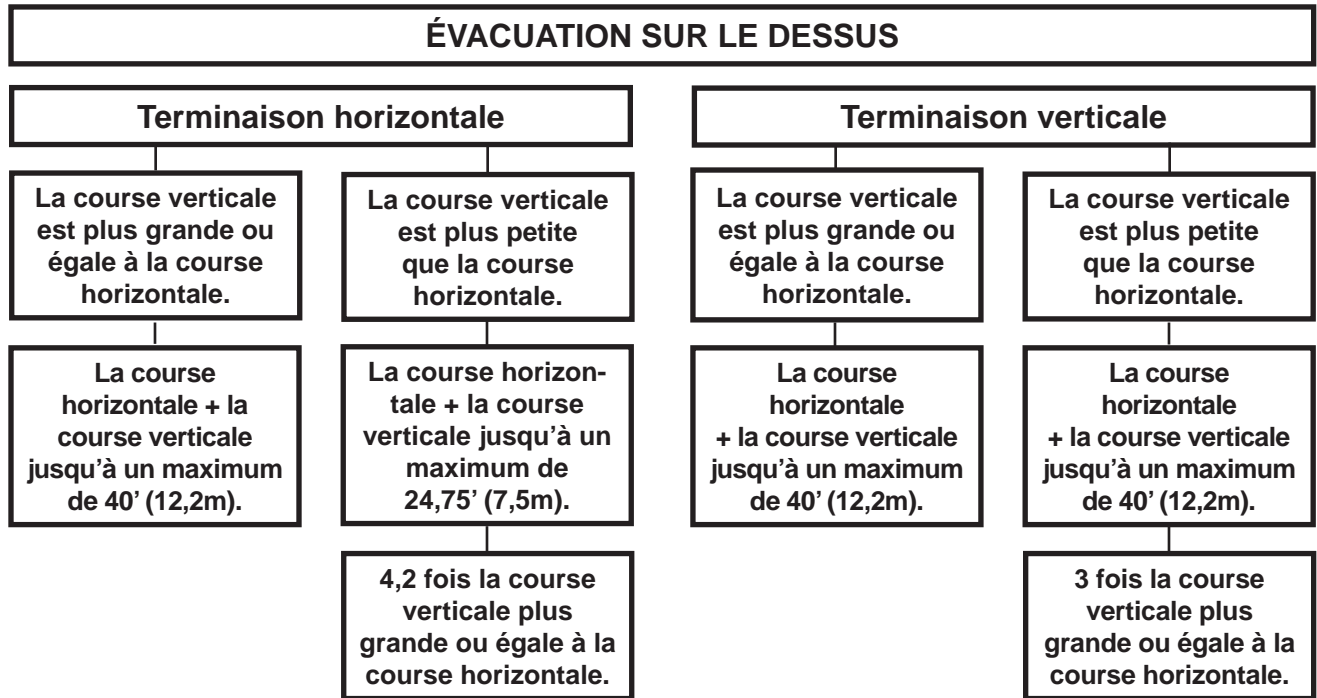 ÉVACUATION SUR LE DESSUS
Terminaison horizontale
La course verticale
est plus grande ou
égale à la course
horizontale.
La course
horizontale + la
course verticale
jusqu’à un maximum
de 40’ (12,2m).
La course verticale
est plus petite
que la course
horizontale.
La course horizon-
tale + la course
verticale jusqu’à un
maximum de
24,75’ (7,5m).
4,2 fois la course
verticale plus
grande ou égale à la
course horizontale.
Terminaison verticale
La course verticale
est plus grande ou
égale à la course
horizontale.
La course
horizontale
+ la course verticale
jusqu’à un maximum
de 40’ (12,2m).
La course verticale
est plus petite
que la course
horizontale.
La course
horizontale
+ la course verticale
jusqu’à un maximum
de 40’ (12,2m).
3 fois la course
verticale plus
grande ou égale à la
course horizontale.